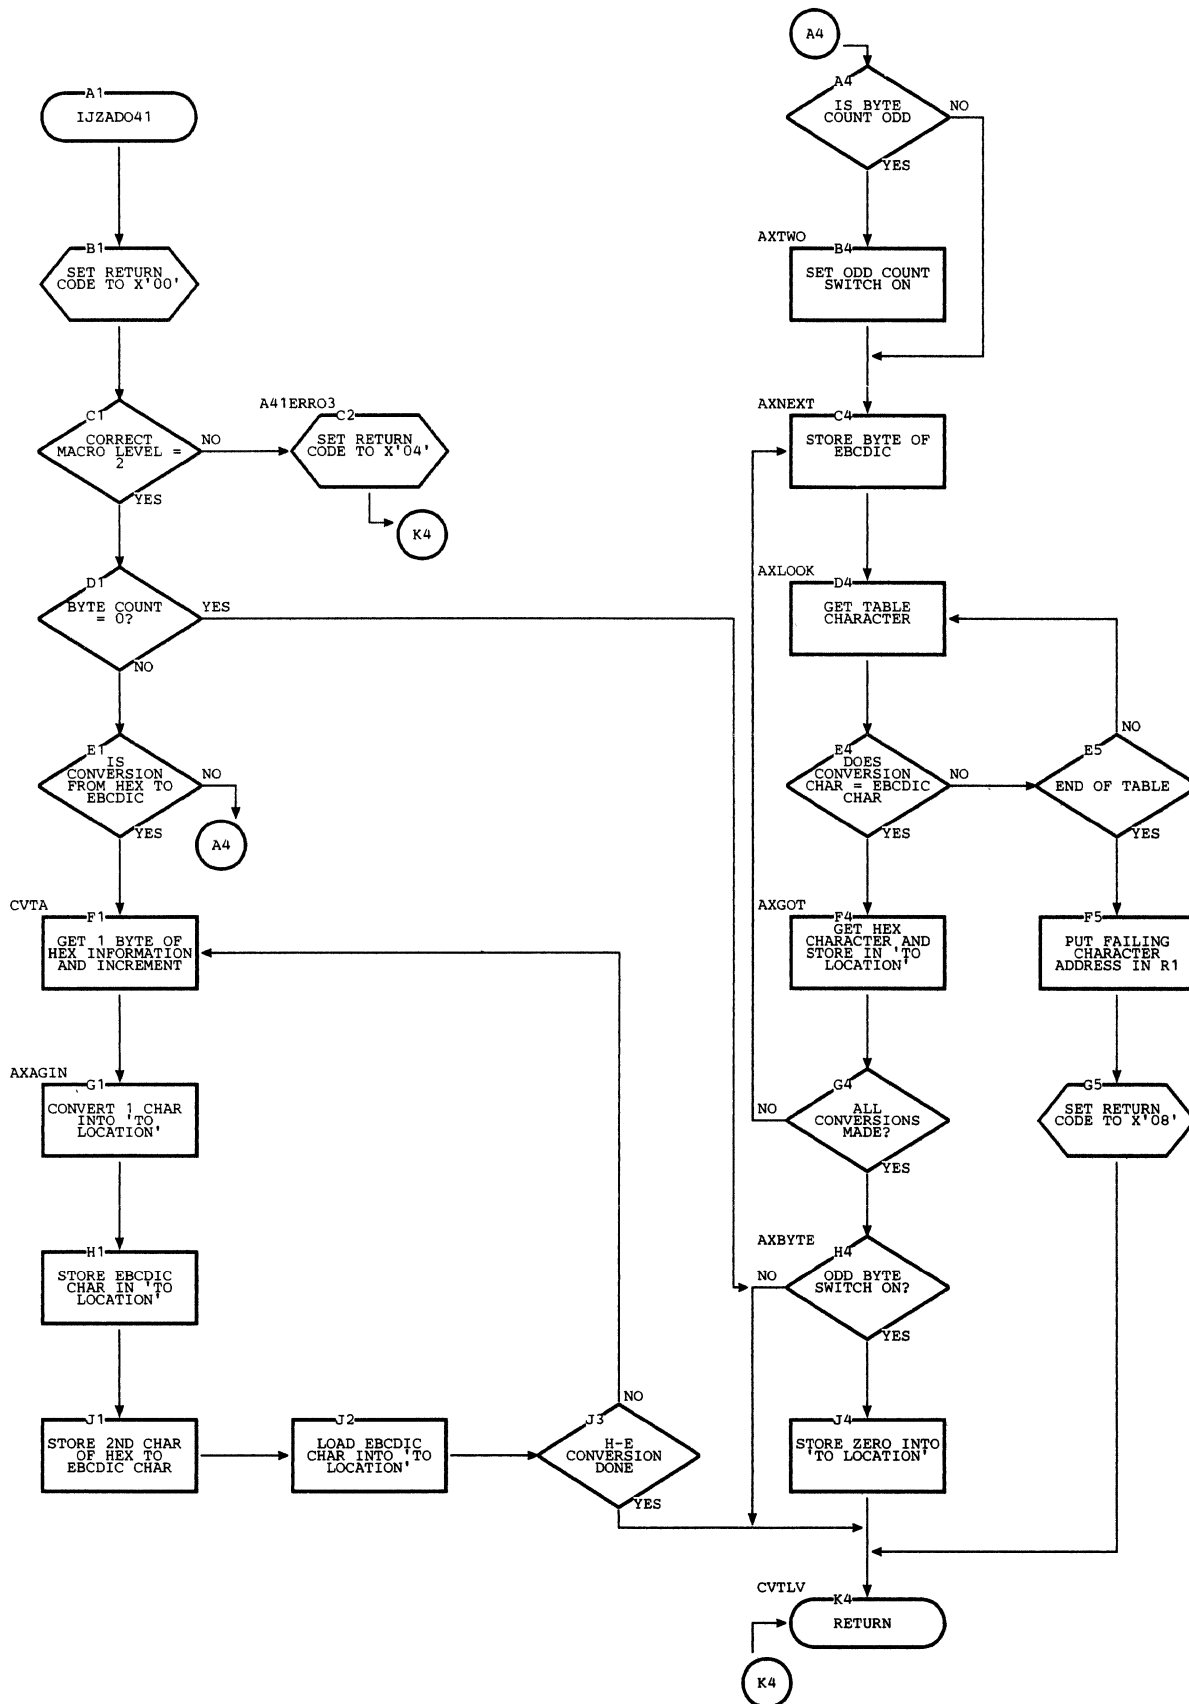 A1
IJZADO41
B1
SET RETURN
CODE TO X'00'
C1
CORRECT
MACRO LEVEL =
2
NO
YES
A41ERRO3
C2
SET RETURN
CODE TO X'04'
K4
D1
BYTE COUNT
= 0?
YES
NO
E1
IS
CONVERSION
FROM HEX TO
EBCDIC
NO
YES
A4
CVTA
F1
GET 1 BYTE OF
HEX INFORMATION
AND INCREMENT
AXAGIN
G1
CONVERT 1 CHAR
INTO 'TO
LOCATION'
H1
STORE EBCDIC
CHAR IN 'TO
LOCATION'
J1
STORE 2ND CHAR
OF HEX TO
EBCDIC CHAR
J2
LOAD EBCDIC
CHAR INTO 'TO
LOCATION'
J3
H-E
CONVERSION
DONE
NO
YES
A4
A4
IS BYTE
COUNT ODD
NO
YES
AXTWO
B4
SET ODD COUNT
SWITCH ON
AXNEXT
C4
STORE BYTE OF
EBCDIC
AXLOOK
D4
GET TABLE
CHARACTER
E4
DOES
CONVERSION
CHAR = EBCDIC
CHAR
NO
YES
E5
END OF TABLE
NO
YES
AXGOT
F4
GET HEX
CHARACTER AND
STORE IN 'TO
LOCATION'
F5
PUT FAILING
CHARACTER
ADDRESS IN R1
G4
ALL
CONVERSIONS
MADE?
NO
YES
G5
SET RETURN
CODE TO X'08'
AXBYTE
H4
ODD BYTE
SWITCH ON?
NO
YES
J4
STORE ZERO INTO
'TO LOCATION'
CVTLV
K4
RETURN
K4